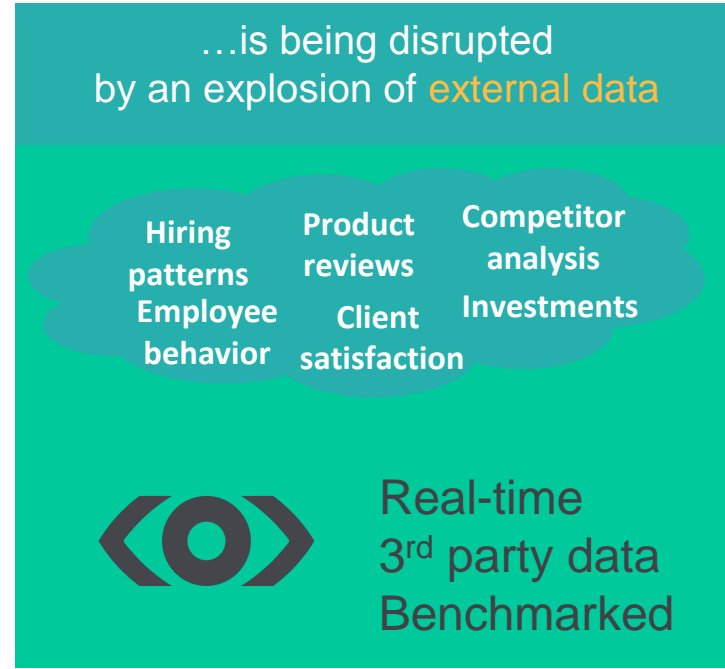 …is being disrupted
by an explosion of external data
Hiring
patterns
Product
reviews
Competitor
analysis
Employee
behavior
Client
satisfaction
Investments
Real-time
3rd party data
Benchmarked